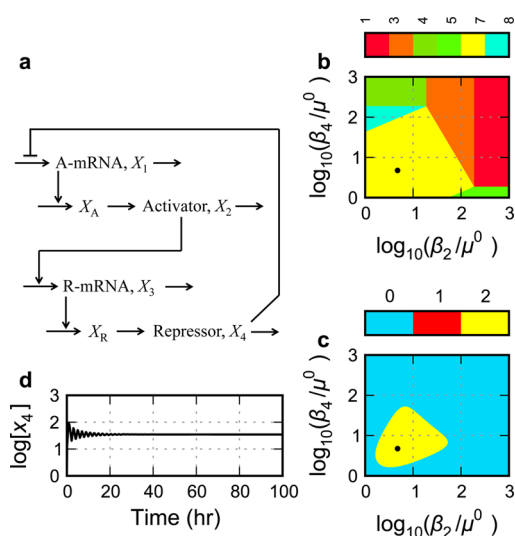 1 3 4 5 7 8
a
b
A-mRNA, X1
XA Activator, X2
R-mRNA, X3
XR Repressor, X4
log10(β4/μ0)
3
2
1
0
0 1 2 3
log10(β2/μ0)
0 1 2
c
log10(β4/μ0)
3
2
1
0
0 1 2 3
log10(β2/μ0)
d
log[x4]
3
2
1
0
0 20 40 60 80 100
Time (hr)